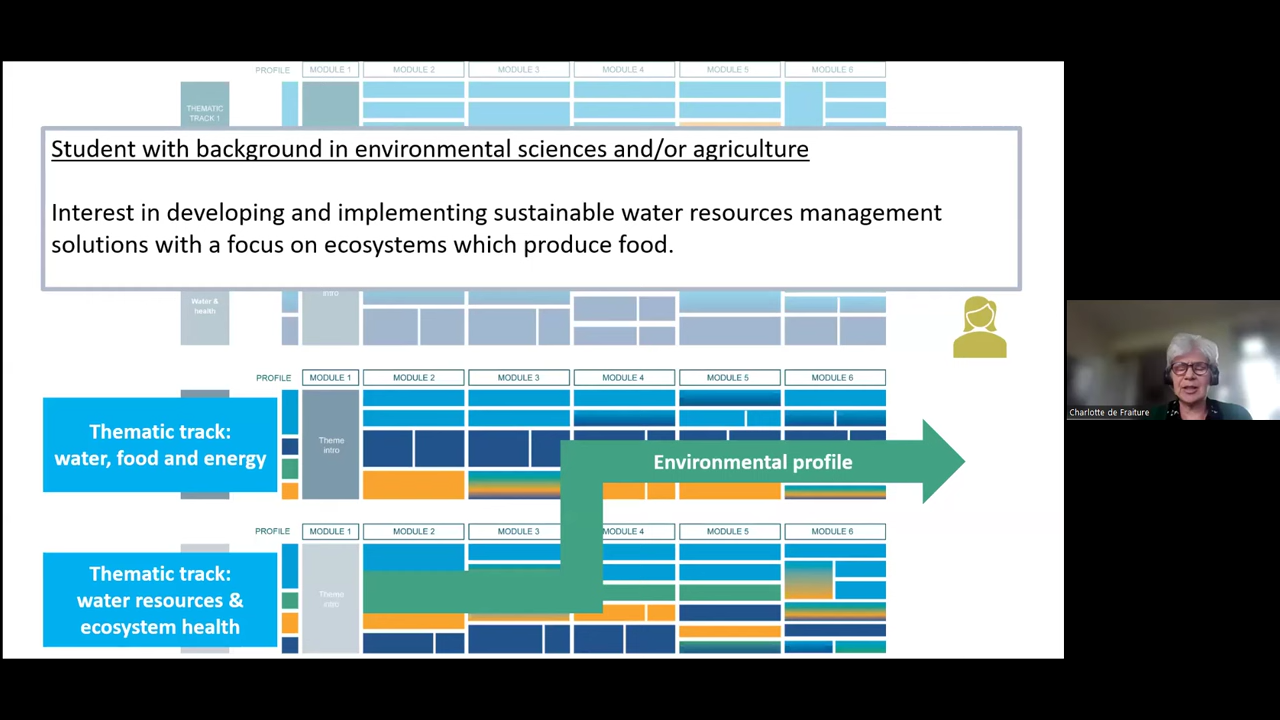 PROFILE MODULE 1 MODULE 2 MODULE 3 MODULE 4 MODULE 5 MODULE 6
THEMATIC
TRACK 1
Student with background in environmental sciences and/or agriculture
Interest in developing and implementing sustainable water resources management
solutions with a focus on ecosystems which produce food.
Water &
health
intro
PROFILE MODULE 1 MODULE 2 MODULE 3 MODULE 4 MODULE 5 MODULE 6
Thematic track:
water, food and energy
Theme
intro
Environmental profile
Charlotte de Fraiture
PROFILE MODULE 1 MODULE 2 MODULE 3 MODULE 4 MODULE 5 MODULE 6
Thematic track:
water resources &
ecosystem health
Theme
intro